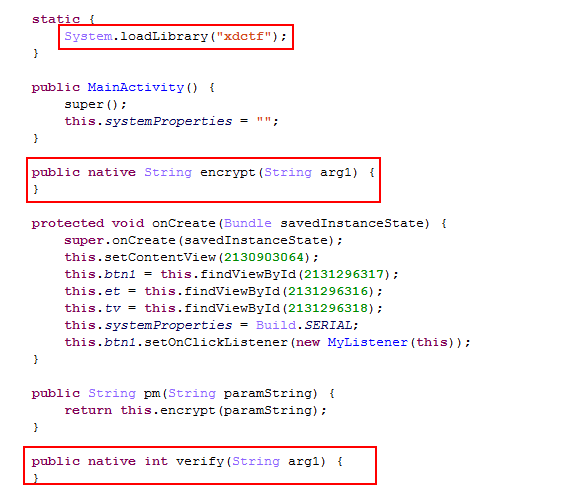 static {
System.loadLibrary("xdctf");
}
public MainActivity() {
super();
this.systemProperties = "";
}
public native String encrypt(String arg1) {
}
protected void onCreate(Bundle savedInstanceState) {
super.onCreate(savedInstanceState);
this.setContentView(2130903064);
this.btn1 = this.findViewById(2131296317);
this.et = this.findViewById(2131296316);
this.tv = this.findViewById(2131296318);
this.systemProperties = Build.SERIAL;
this.btn1.setOnClickListener(new MyListener(this));
}
public String pm(String paramString) {
return this.encrypt(paramString);
}
public native int verify(String arg1) {
}